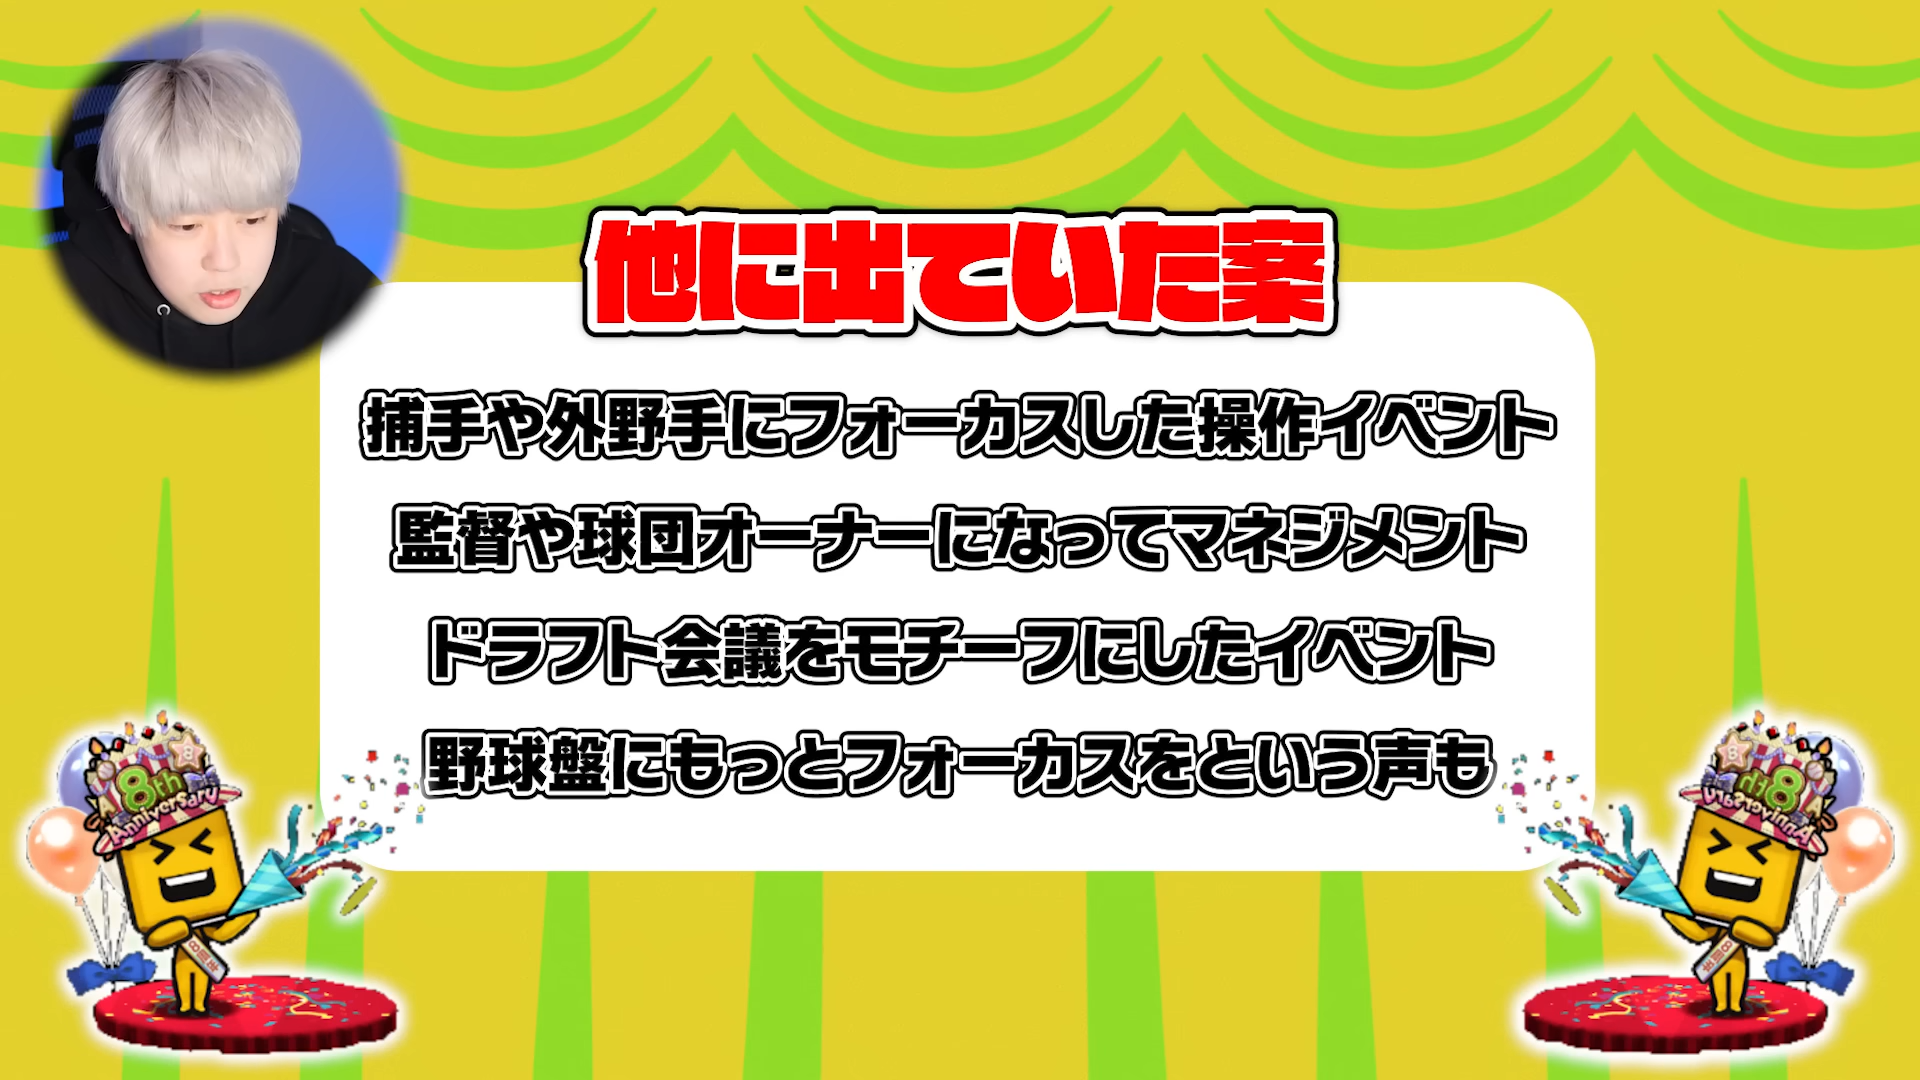 他に出ていた案
捕手や外野手にフォーカスした操作イベント
監督や球団オーナーになってマネジメント
ドラフト会議をモチーフにしたイベント
野球盤にもっとフォーカスをという声も
8th
Anniversary
8th
Anniversary